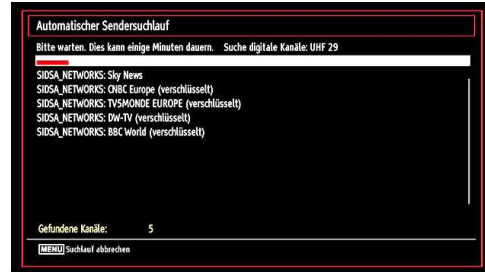 Automatischer Sendersuchlauf
Bitte warten. Dies kann einige Minuten dauern. Suche digitale Kanäle: UHF 29
SIDSA_NETWORKS: Sky News
SIDSA_NETWORKS: CNBC Europe (verschlüsselt)
SIDSA_NETWORKS: TV5MONDE EUROPE (verschlüsselt)
SIDSA_NETWORKS: DW-TV (verschlüsselt)
SIDSA_NETWORKS: BBC World (verschlüsselt)
Gefundene Kanäle: 5
MENU Suchlauf abbrechen